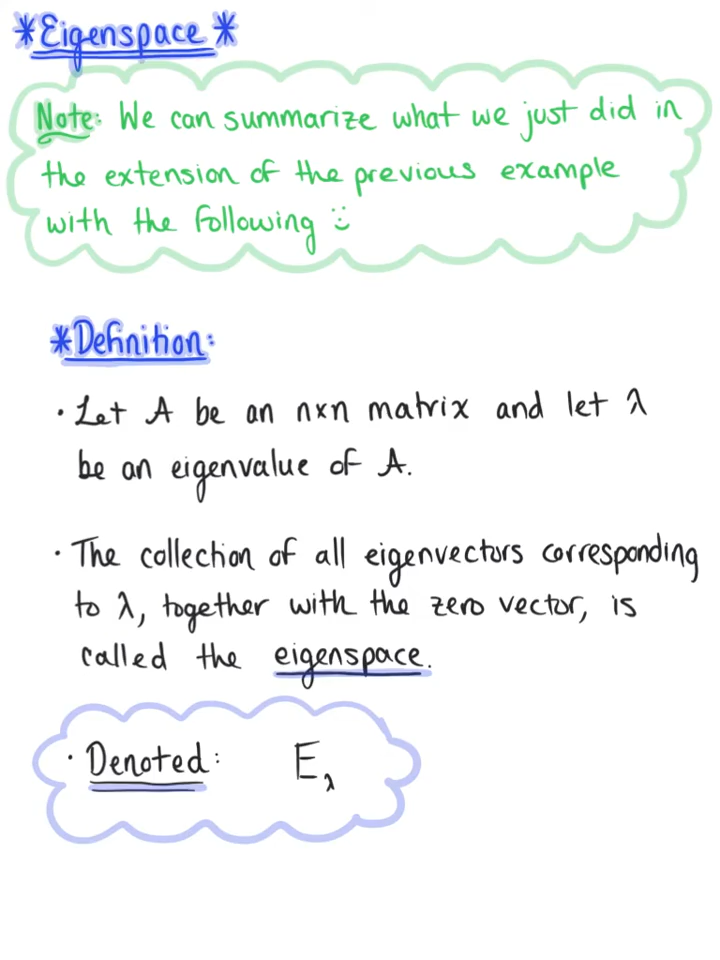 *Eigenspace*
Note: We can summarize what we just did in
the extension of the previous example
with the following :)
*Definition:
• Let A be an n×n matrix and let λ
be an eigenvalue of A.
• The collection of all eigenvectors corresponding
to λ, together with the zero vector, is
called the eigenspace.
• Denoted: E_λ